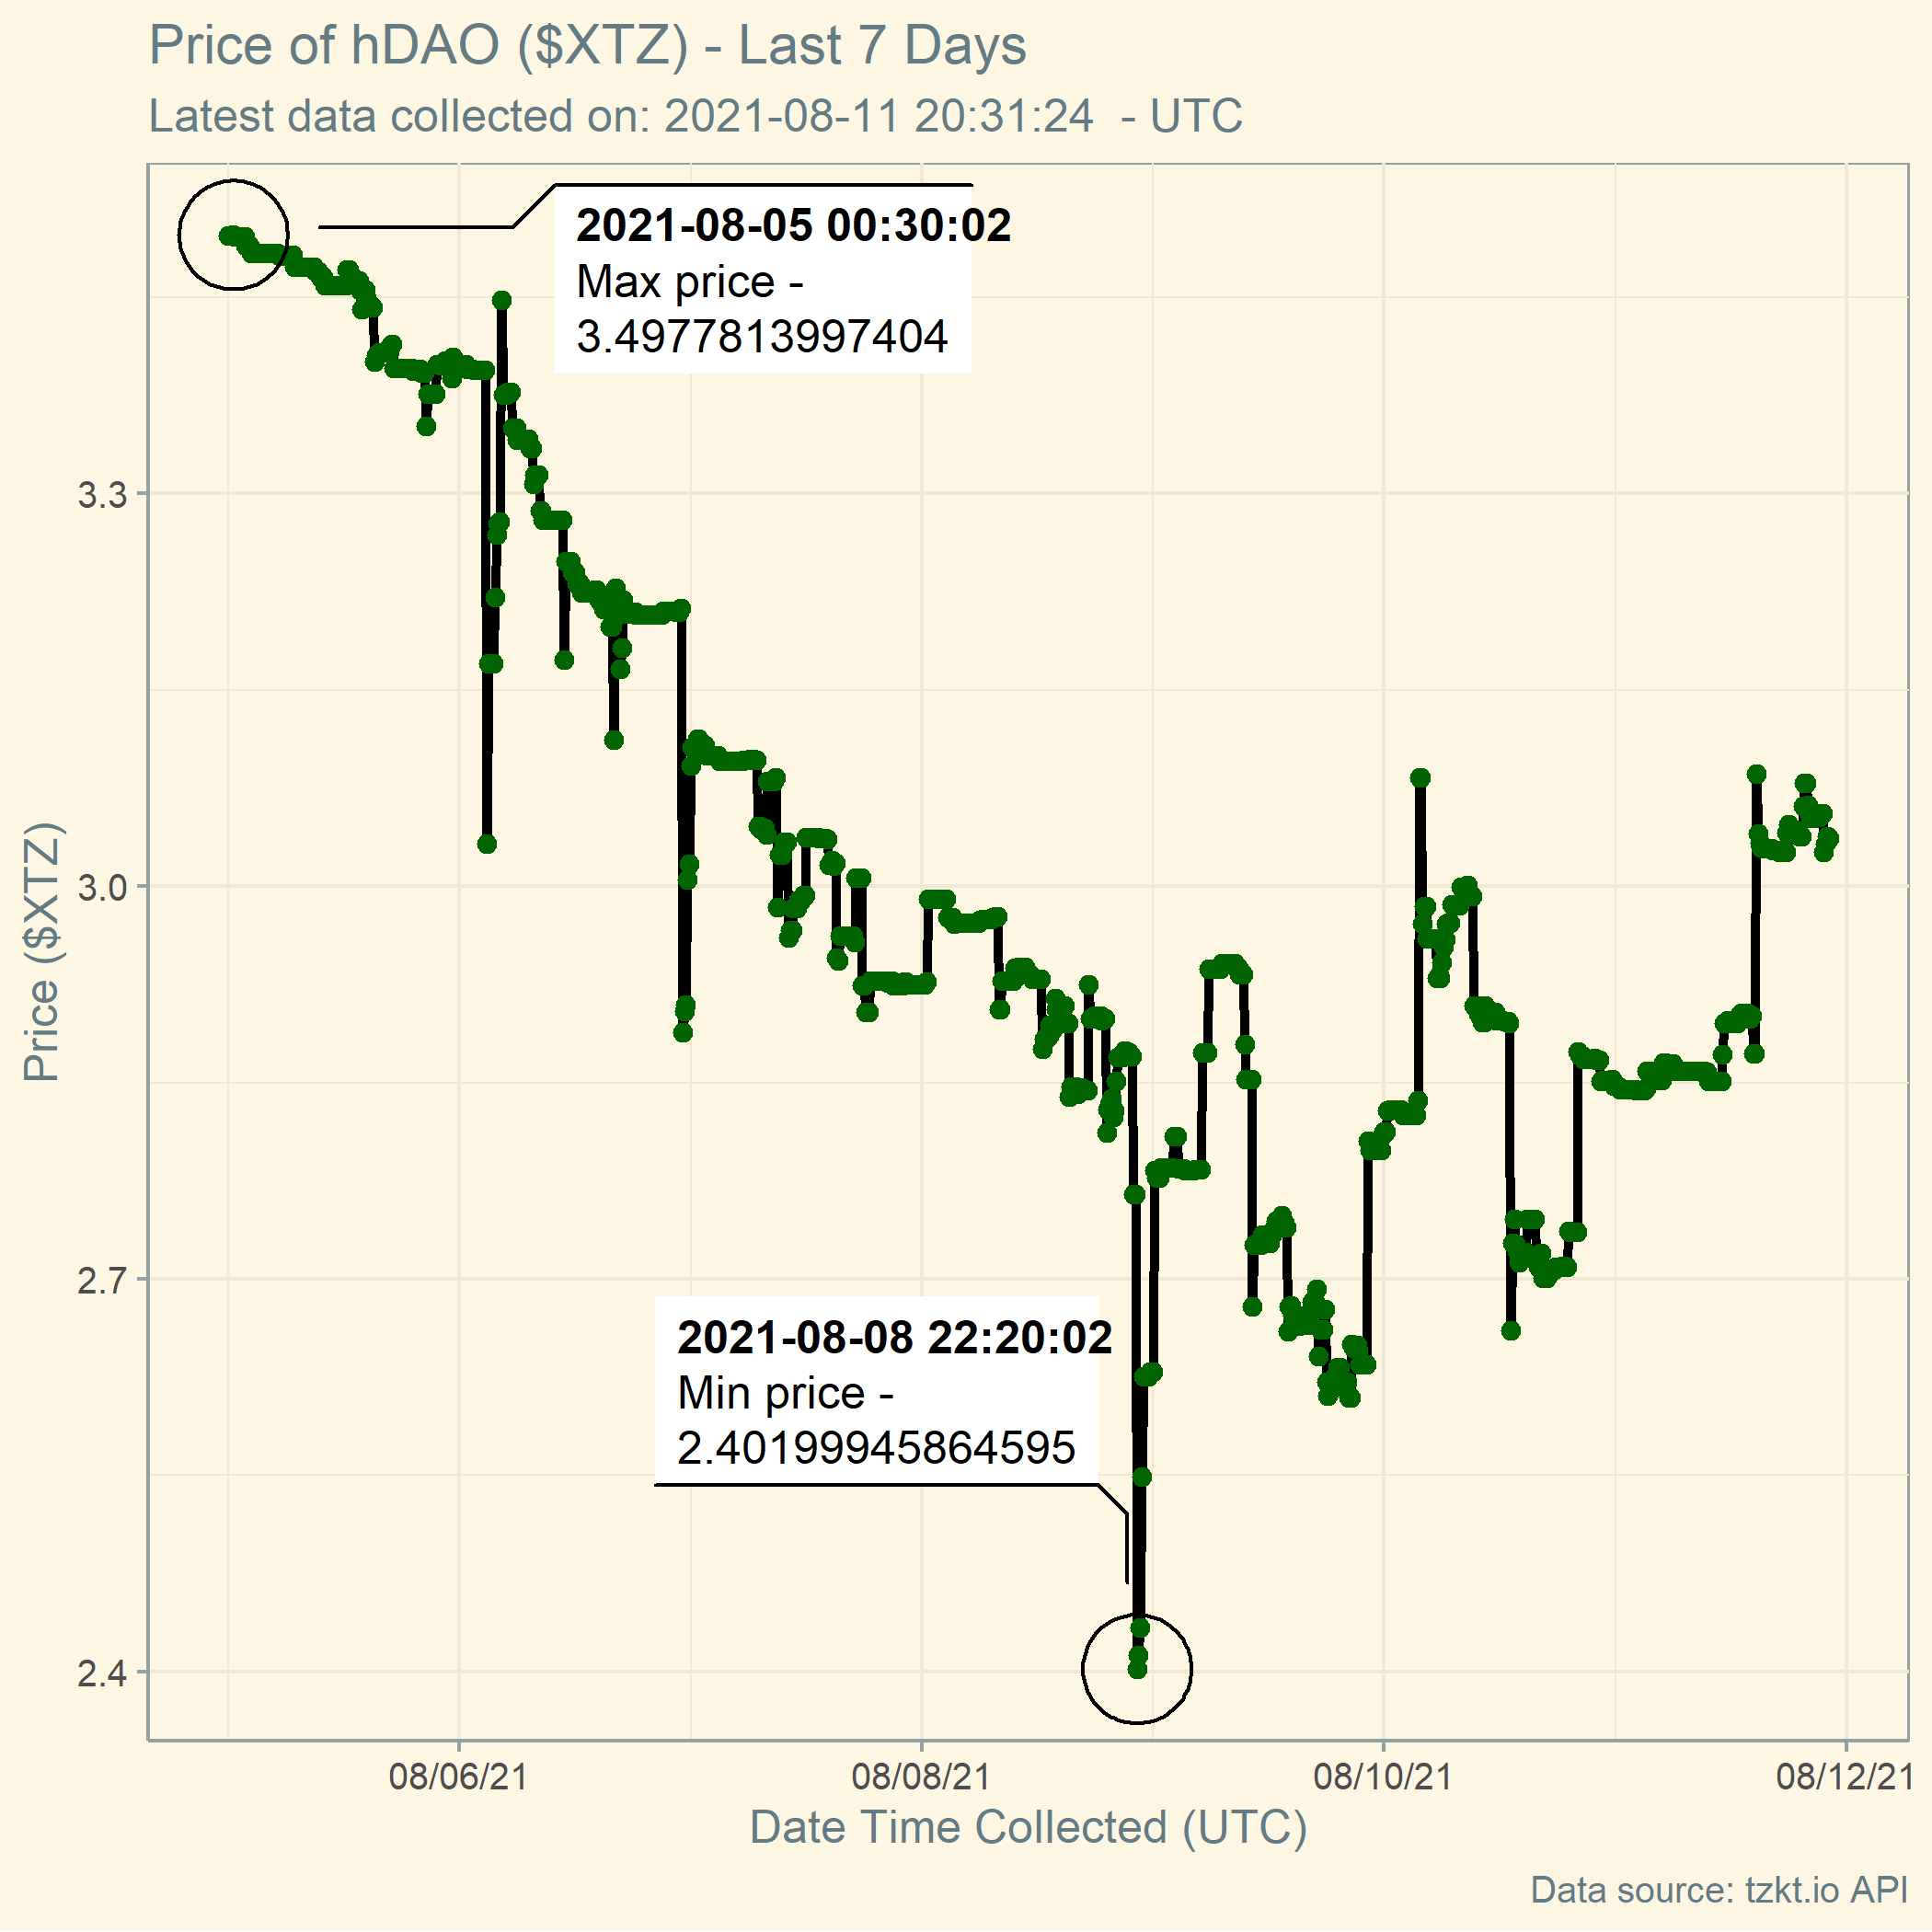 Price of hDAO ($XTZ) - Last 7 Days
Latest data collected on: 2021-08-11 20:31:24  - UTC
2021-08-05 00:30:02
Max price -
3.4977813997404
3.3
3.0
2.7
2.4
Price ($XTZ)
2021-08-08 22:20:02
Min price -
2.40199945864595
08/06/21
08/08/21
08/10/21
08/12/21
Date Time Collected (UTC)
Data source: tzkt.io API